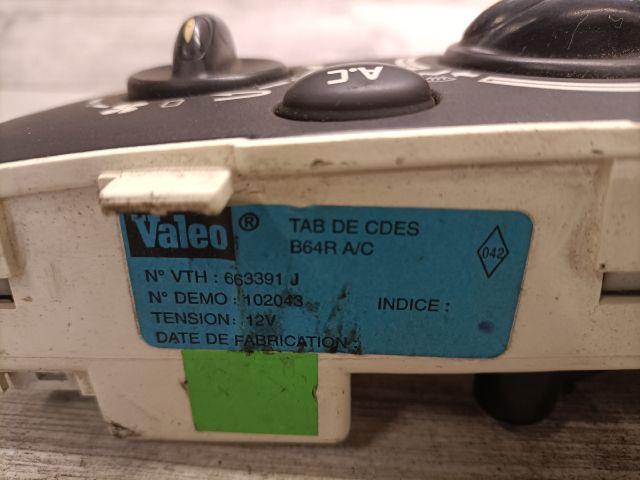 A.C
Valeo ®
TAB DE CDES
B64R A/C
042
N° VTH : 663391 J
N° DEMO : 102043
INDICE :
TENSION : 12V
DATE DE FABRICATION :